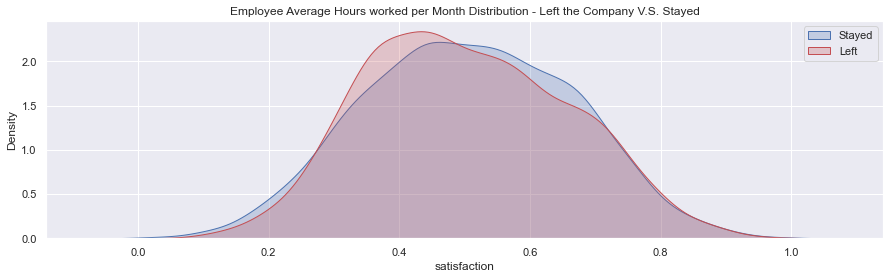 Employee Average Hours worked per Month Distribution - Left the Company V.S. Stayed
Stayed
Left
Density
2.0
1.5
1.0
0.5
0.0
0.0 0.2 0.4 0.6 0.8 1.0
satisfaction